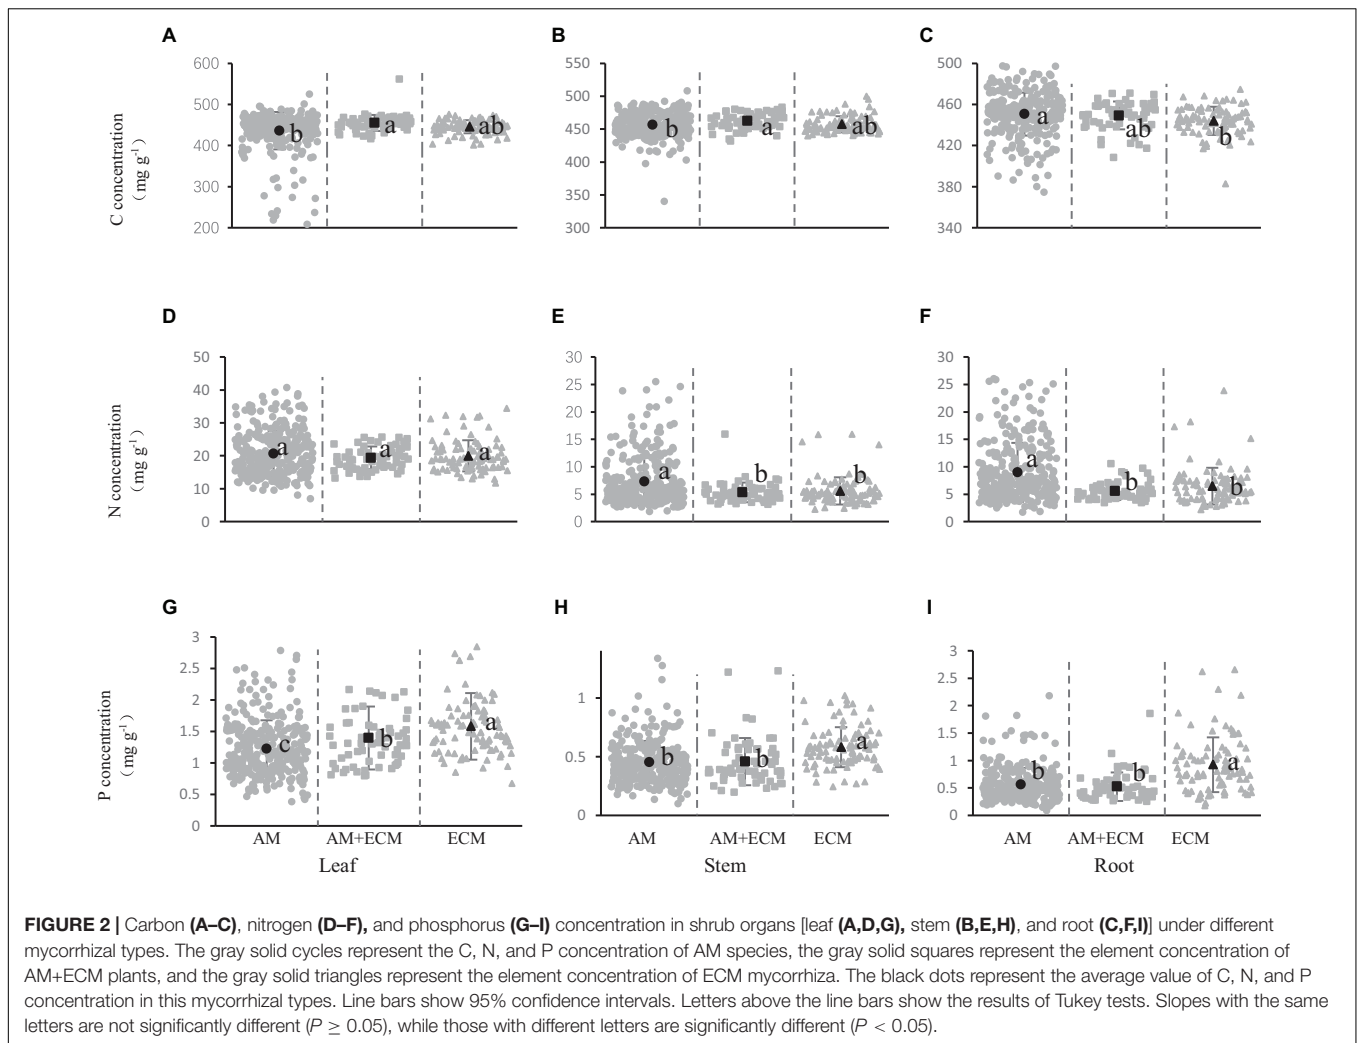 A
B
C
600
500
400
300
200
b
a
ab
550
500
450
400
350
300
b
a
ab
500
460
420
380
340
a
ab
b
C concentration
(mg g-1)
D
E
F
50
40
30
20
10
0
a
a
a
30
25
20
15
10
5
0
a
b
b
30
25
20
15
10
5
0
a
b
b
N concentration
(mg g-1)
G
H
I
3
2.5
2
1.5
1
0.5
0
c
b
a
1
0.5
0
b
b
a
3
2.5
2
1.5
1
0.5
0
b
b
a
P concentration
(mg g-1)
AM AM+ECM ECM
AM AM+ECM ECM
AM AM+ECM ECM
Leaf
Stem
Root
FIGURE 2 | Carbon (A–C), nitrogen (D–F), and phosphorus (G–I) concentration in shrub organs [leaf (A,D,G), stem (B,E,H), and root (C,F,I)] under different
mycorrhizal types. The gray solid cycles represent the C, N, and P concentration of AM species, the gray solid squares represent the element concentration of
AM+ECM plants, and the gray solid triangles represent the element concentration of ECM mycorrhiza. The black dots represent the average value of C, N, and P
concentration in this mycorrhizal types. Line bars show 95% confidence intervals. Letters above the line bars show the results of Tukey tests. Slopes with the same
letters are not significantly different (P ≥ 0.05), while those with different letters are significantly different (P < 0.05).